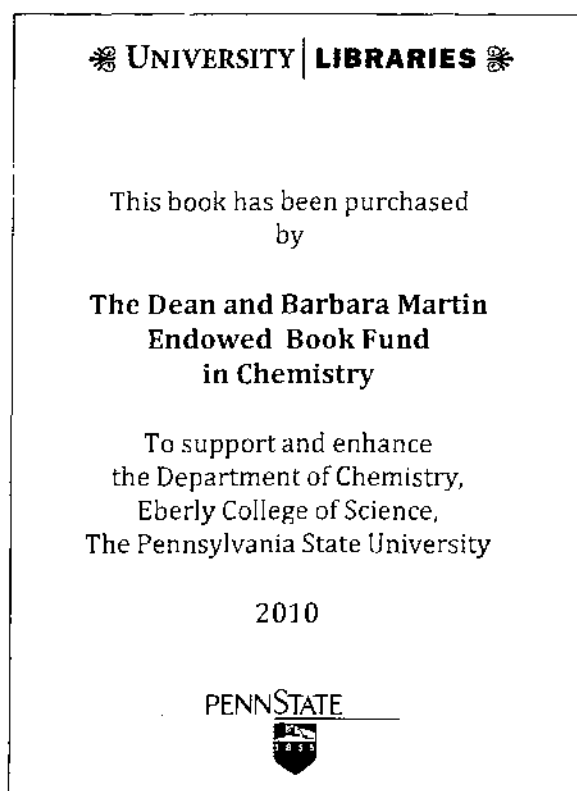 UNIVERSITY LIBRARIES
This book has been purchased
by
The Dean and Barbara Martin
Endowed Book Fund
in Chemistry
To support and enhance
the Department of Chemistry,
Eberly College of Science,
The Pennsylvania State University
2010
PENNSTATE
1855